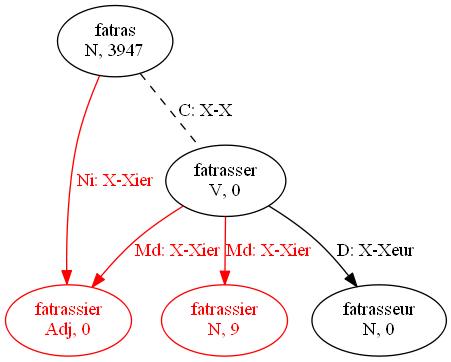 fatras
N, 3947
C: X-X
fatrasser
V, 0
Ni: X-Xier
Md: X-Xier
Md: X-Xier
D: X-Xeur
fatrassier
Adj, 0
fatrassier
N, 9
fatrasseur
N, 0